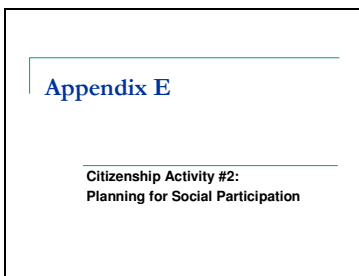 Appendix E
Citizenship Activity #2:
Planning for Social Participation